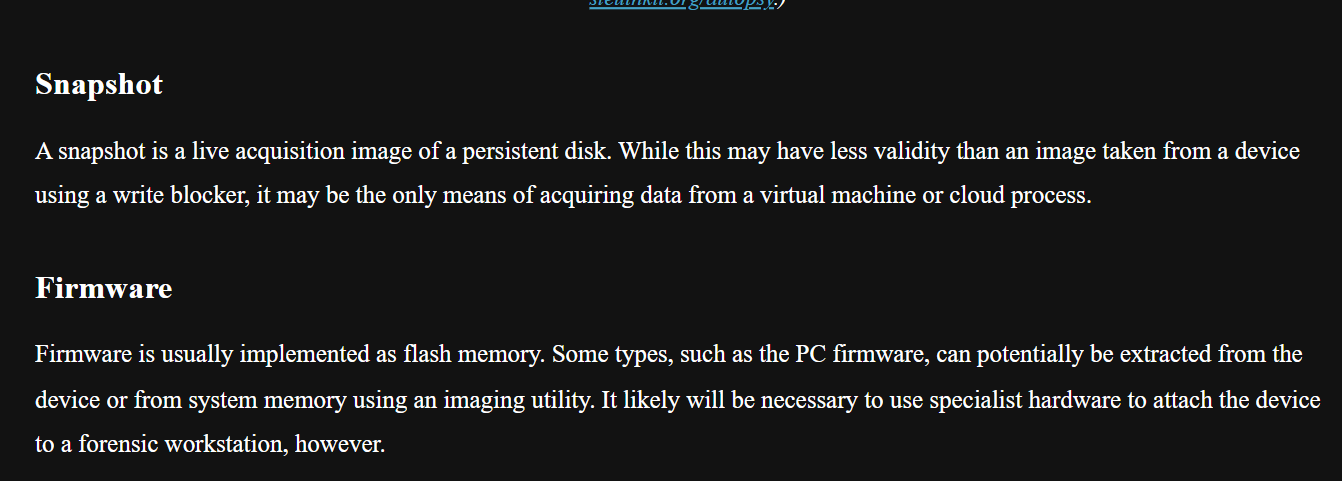 Snapshot
A snapshot is a live acquisition image of a persistent disk. While this may have less validity than an image taken from a device
using a write blocker, it may be the only means of acquiring data from a virtual machine or cloud process.
Firmware
Firmware is usually implemented as flash memory. Some types, such as the PC firmware, can potentially be extracted from the
device or from system memory using an imaging utility. It likely will be necessary to use specialist hardware to attach the device
to a forensic workstation, however.